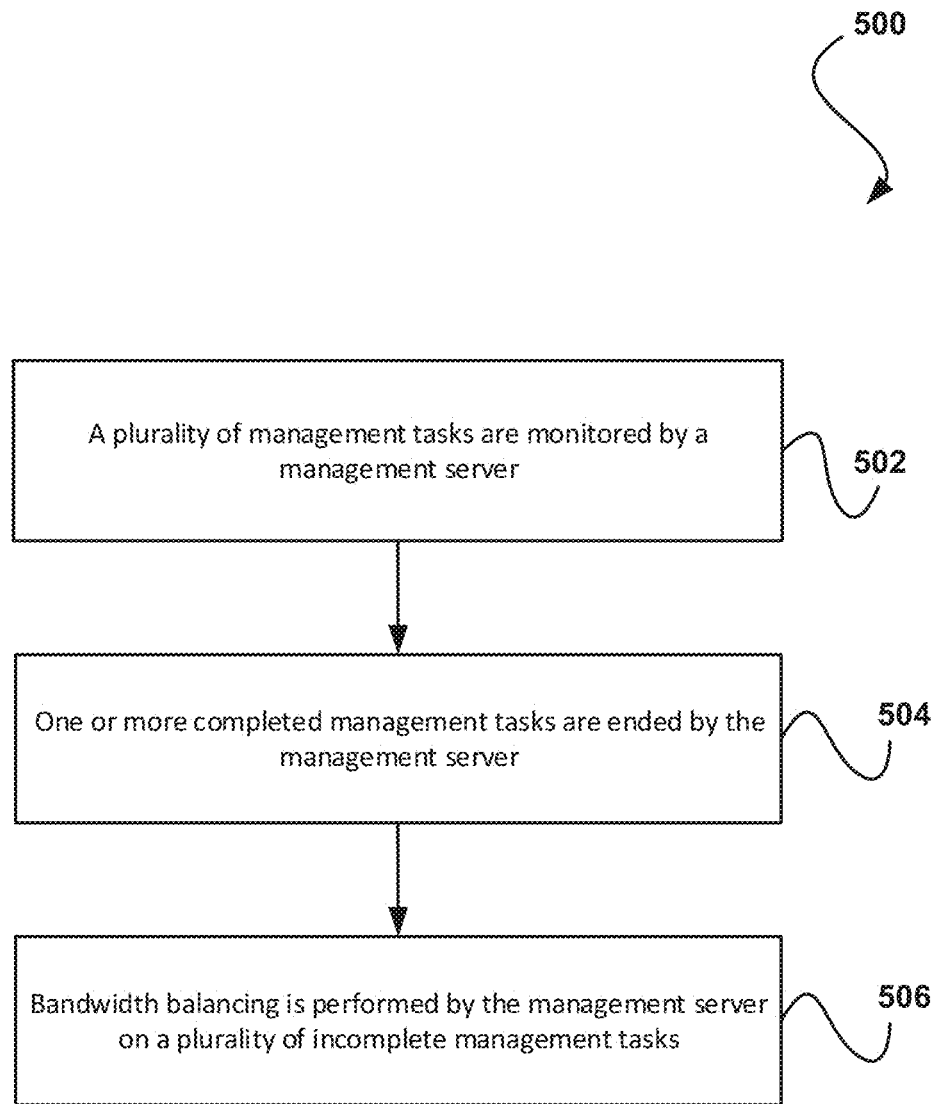 500
A plurality of management tasks are monitored by a
management server
502
One or more completed management tasks are ended by the
management server
504
Bandwidth balancing is performed by the management server
on a plurality of incomplete management tasks
506